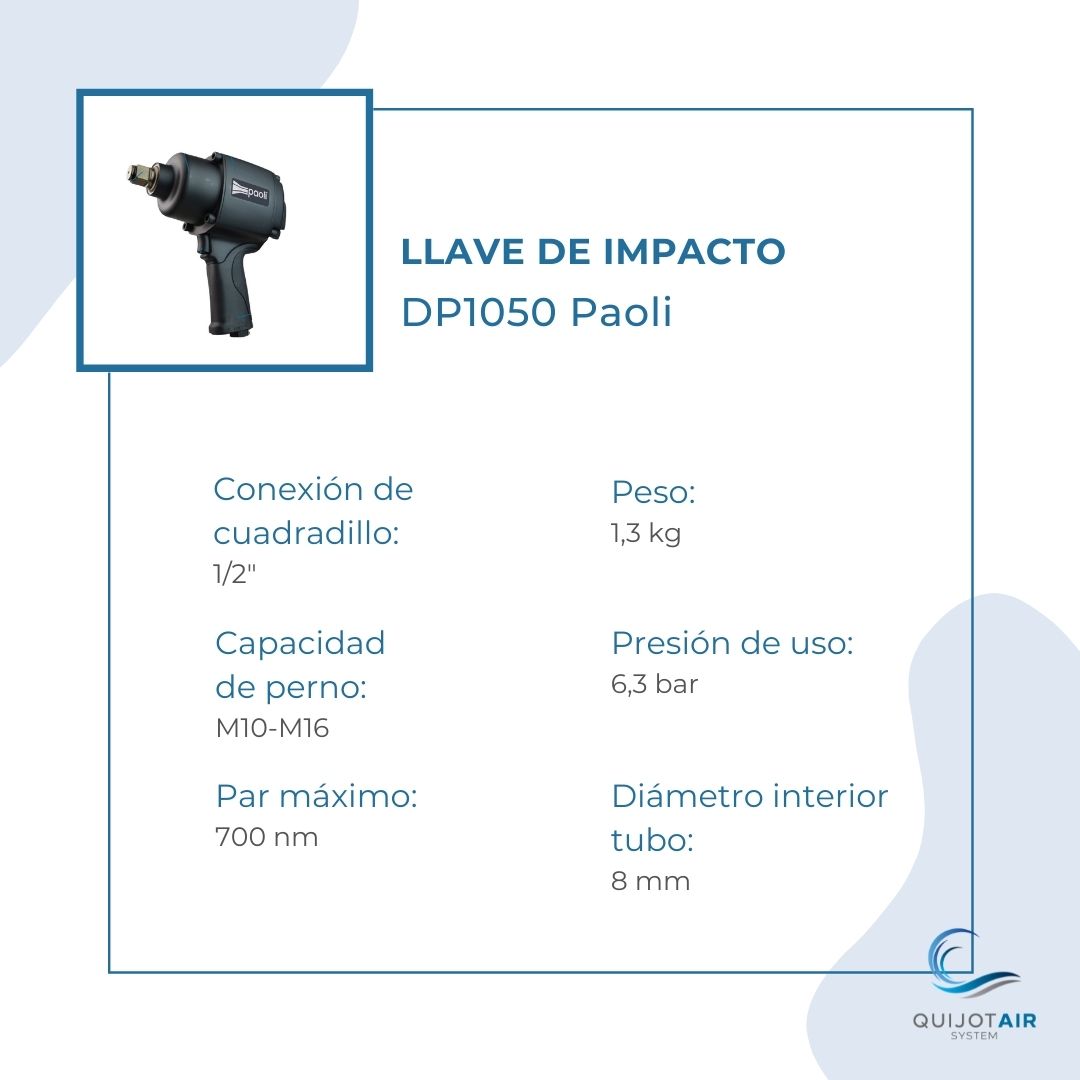 paoli
LLAVE DE IMPACTO
DP1050 Paoli
Conexión de
cuadradillo:
1/2"
Capacidad
de perno:
M10-M16
Par máximo:
700 nm
Peso:
1,3 kg
Presión de uso:
6,3 bar
Diámetro interior
tubo:
8 mm
QUIJOTAIR
SYSTEM